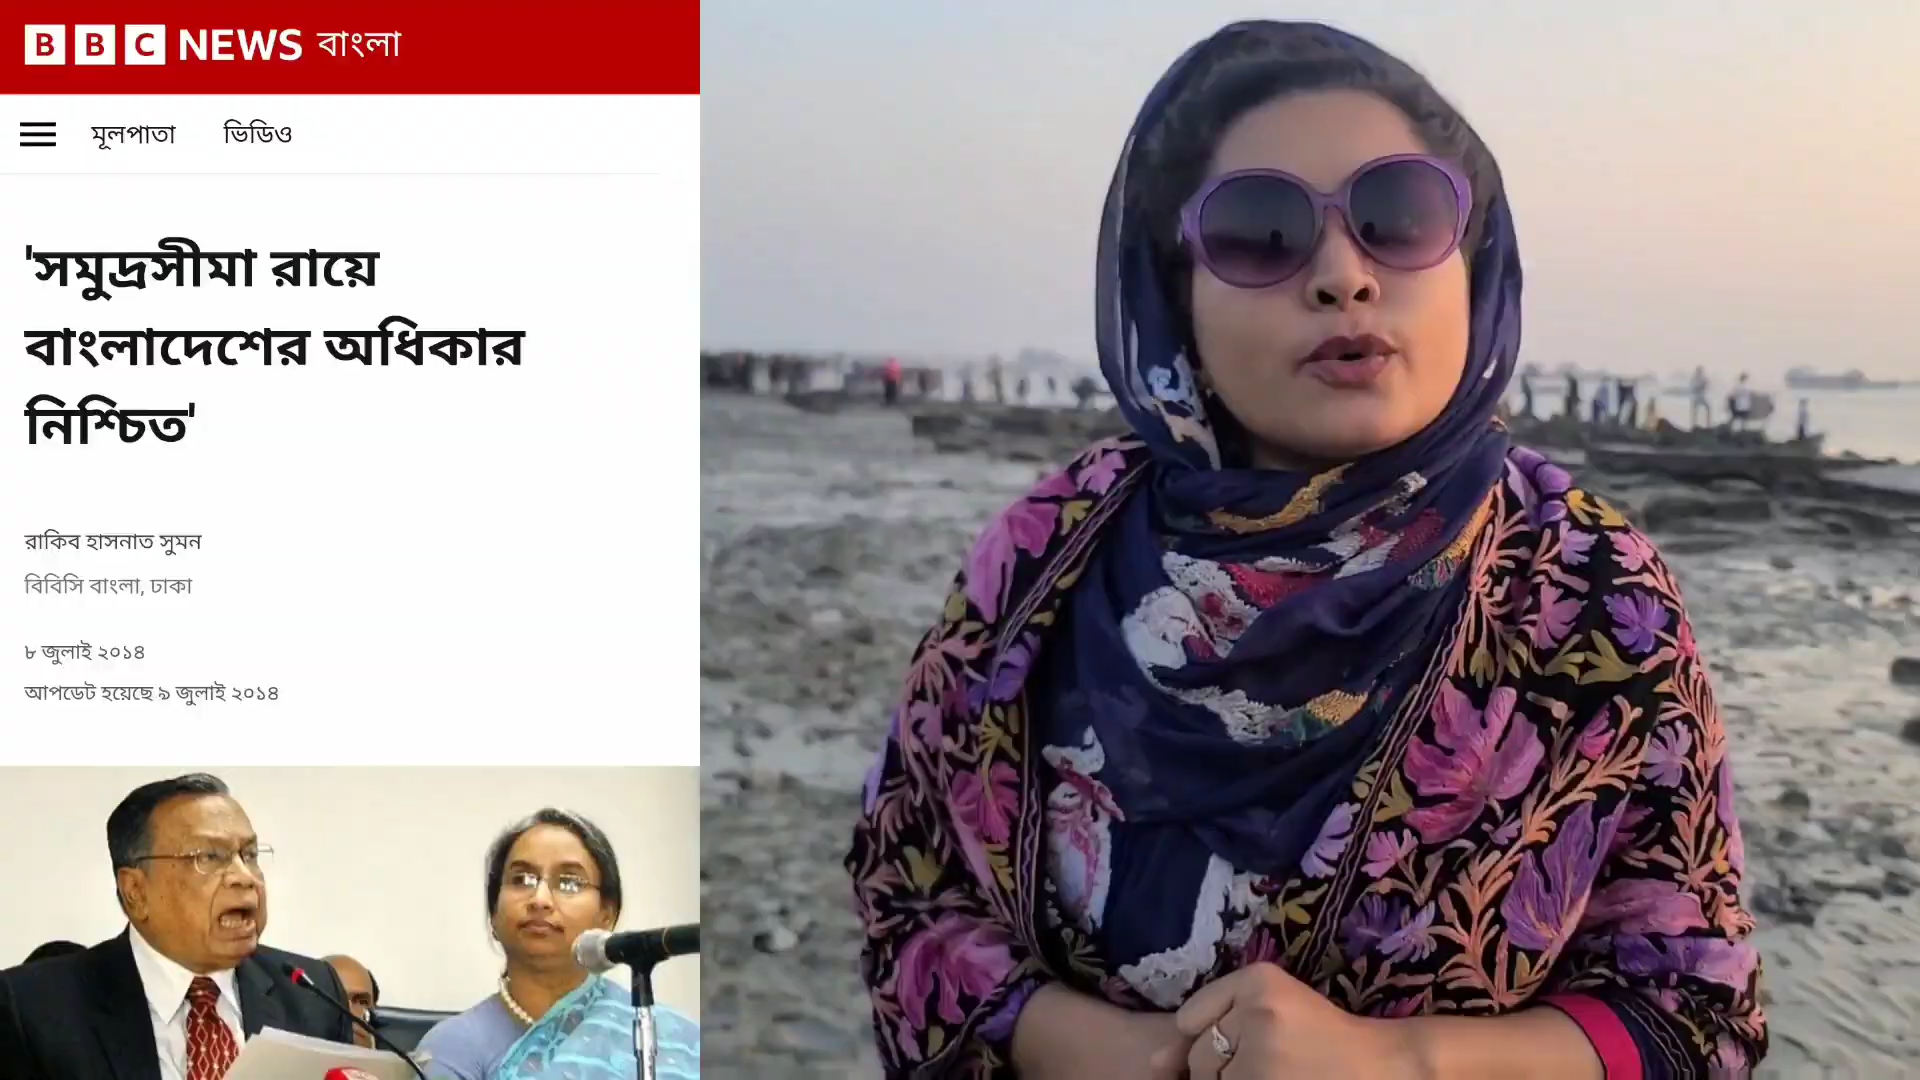 BBC NEWS বাংলা
মূলপাতা ভিডিও
'সমুদ্রসীমা রায়ে
বাংলাদেশের অধিকার
নিশ্চিত'
রাকিব হাসনাত সুমন
বিবিসি বাংলা, ঢাকা
৮ জুলাই ২০১৪
আপডেট হয়েছে ৯ জুলাই ২০১৪